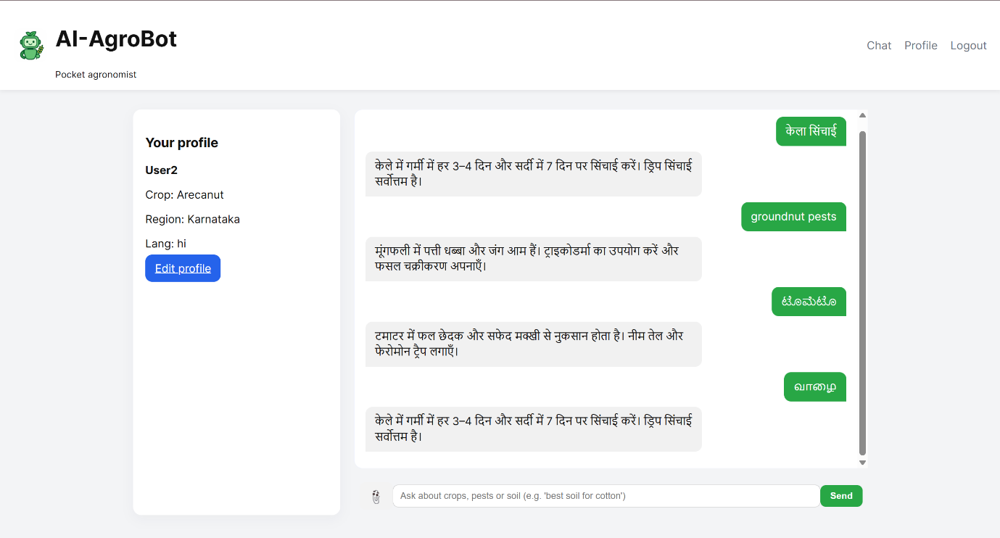 AI-AgroBot
Pocket agronomist
Chat Profile Logout
Your profile
User2
Crop: Arecanut
Region: Karnataka
Lang: hi
Edit profile
केला सिंचाई
केले में गर्मी में हर 3–4 दिन और सर्दी में 7 दिन पर सिंचाई करें। ड्रिप सिंचाई
सर्वोत्तम है।
groundnut pests
मूंगफली में पत्ती धब्बा और जंग आम हैं। ट्राइकोडर्मा का उपयोग करें और
फसल चक्रीकरण अपनाएँ।
ಟೊಮೆಟೊ
टमाटर में फल छेदक और सफेद मक्खी से नुकसान होता है। नीम तेल और
फेरोमोन ट्रैप लगाएँ।
வாழை
केले में गर्मी में हर 3–4 दिन और सर्दी में 7 दिन पर सिंचाई करें। ड्रिप सिंचाई
सर्वोत्तम है।
Ask about crops, pests or soil (e.g. 'best soil for cotton')
Send